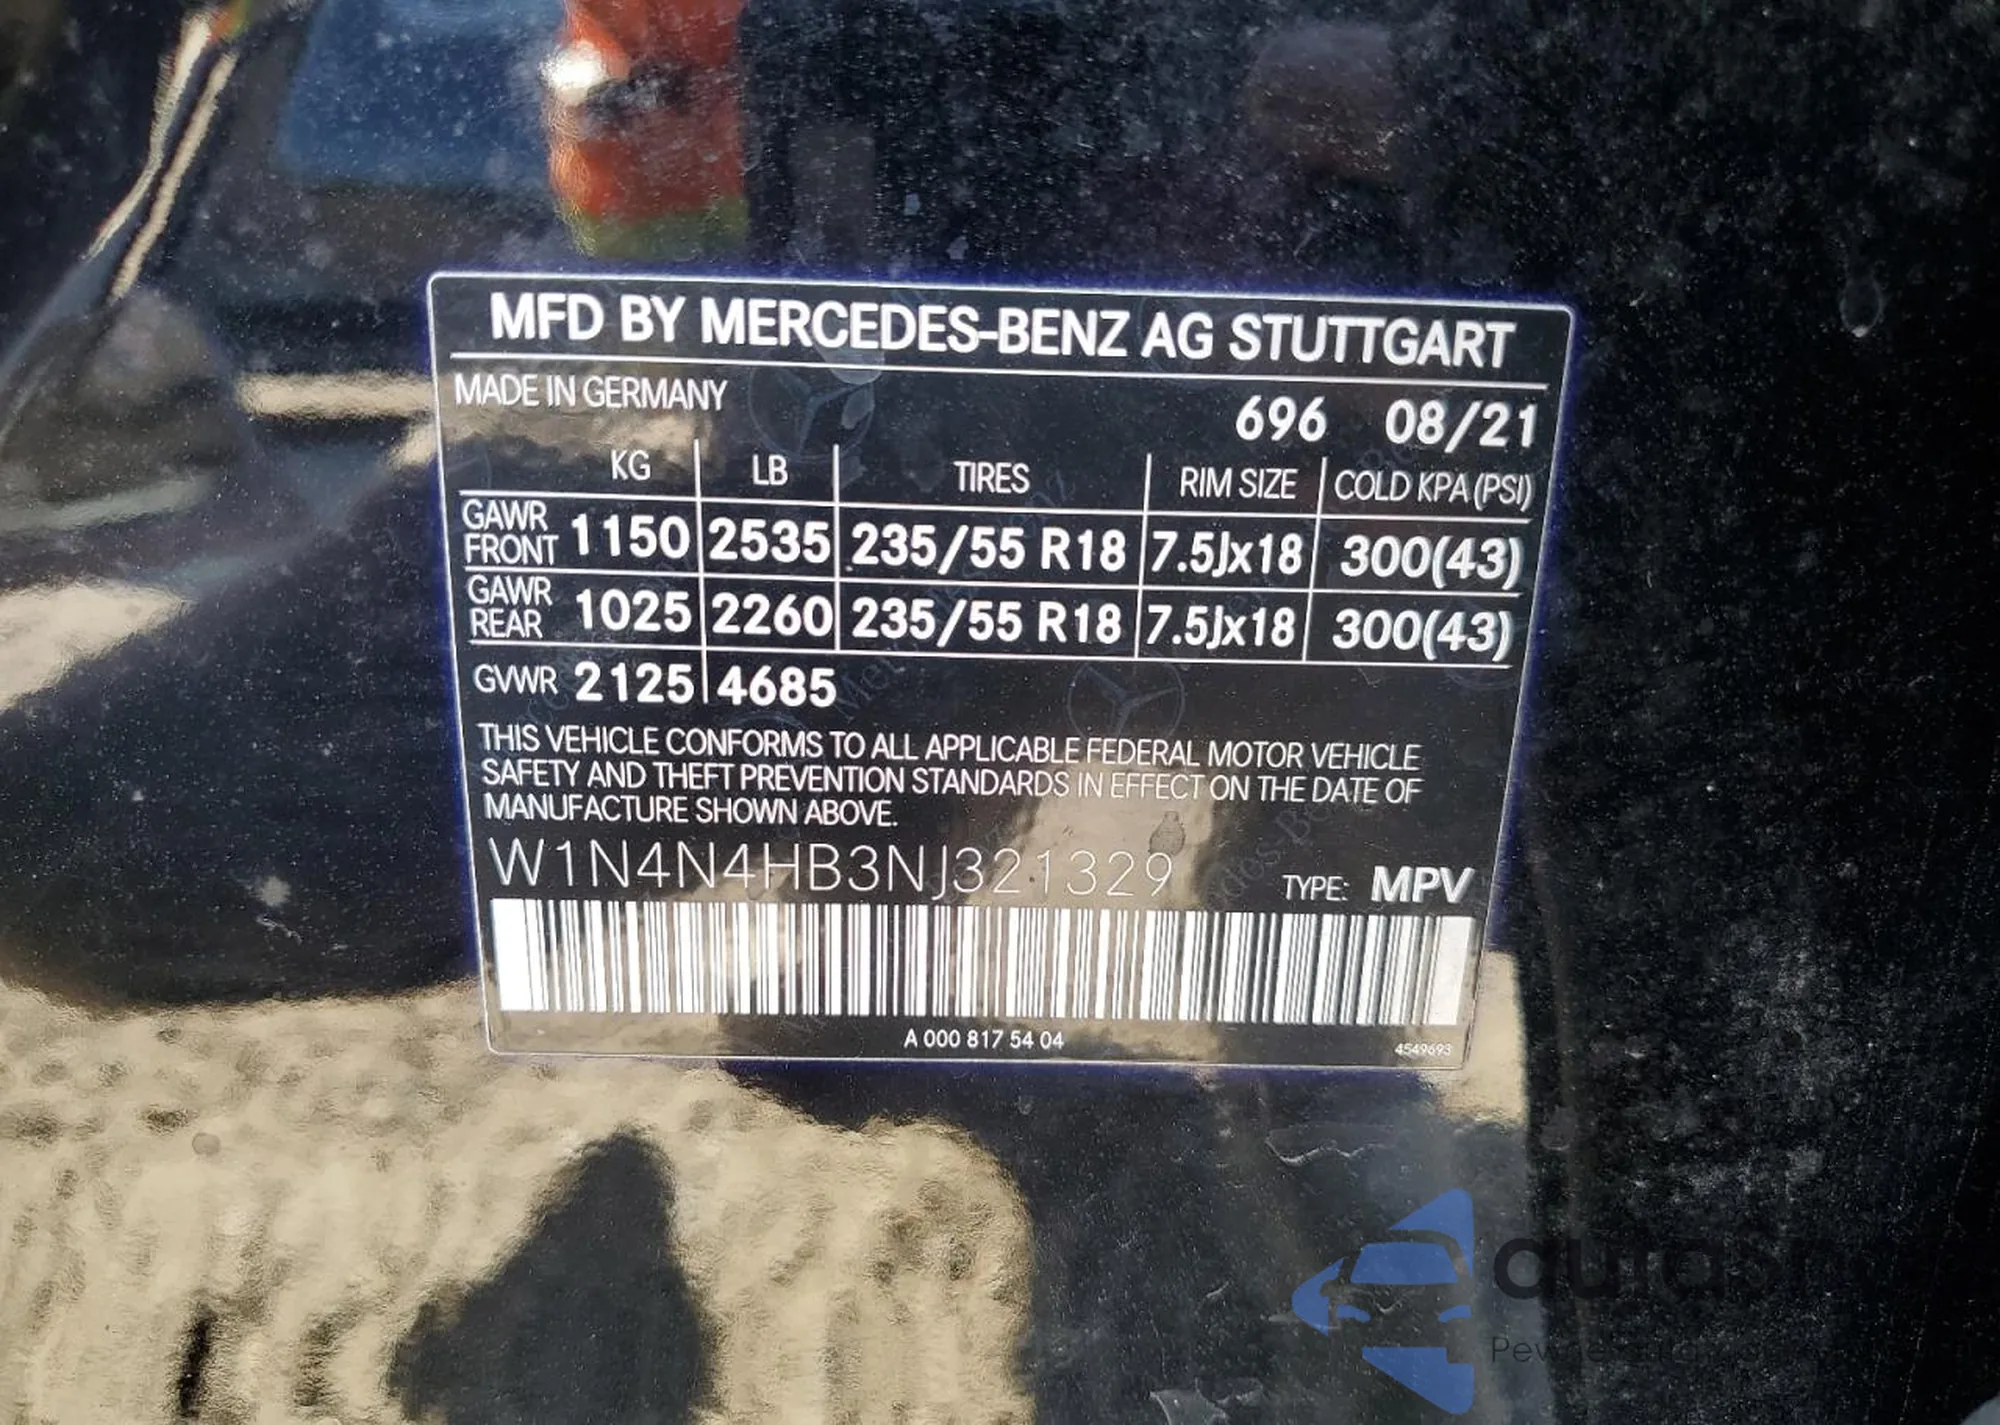 MFD BY MERCEDES-BENZ AG STUTTGART
MADE IN GERMANY
696 08/21
KG LB TIRES RIM SIZE COLD KPA (PSI)
GAWR FRONT 1150 2535 235/55 R18 7.5Jx18 300(43)
GAWR REAR 1025 2260 235/55 R18 7.5Jx18 300(43)
GVWR 2125 4685
THIS VEHICLE CONFORMS TO ALL APPLICABLE FEDERAL MOTOR VEHICLE
SAFETY AND THEFT PREVENTION STANDARDS IN EFFECT ON THE DATE OF
MANUFACTURE SHOWN ABOVE.
W1N4N4HB3NJ321329 TYPE: MPV
A 000 817 54 04
4549693